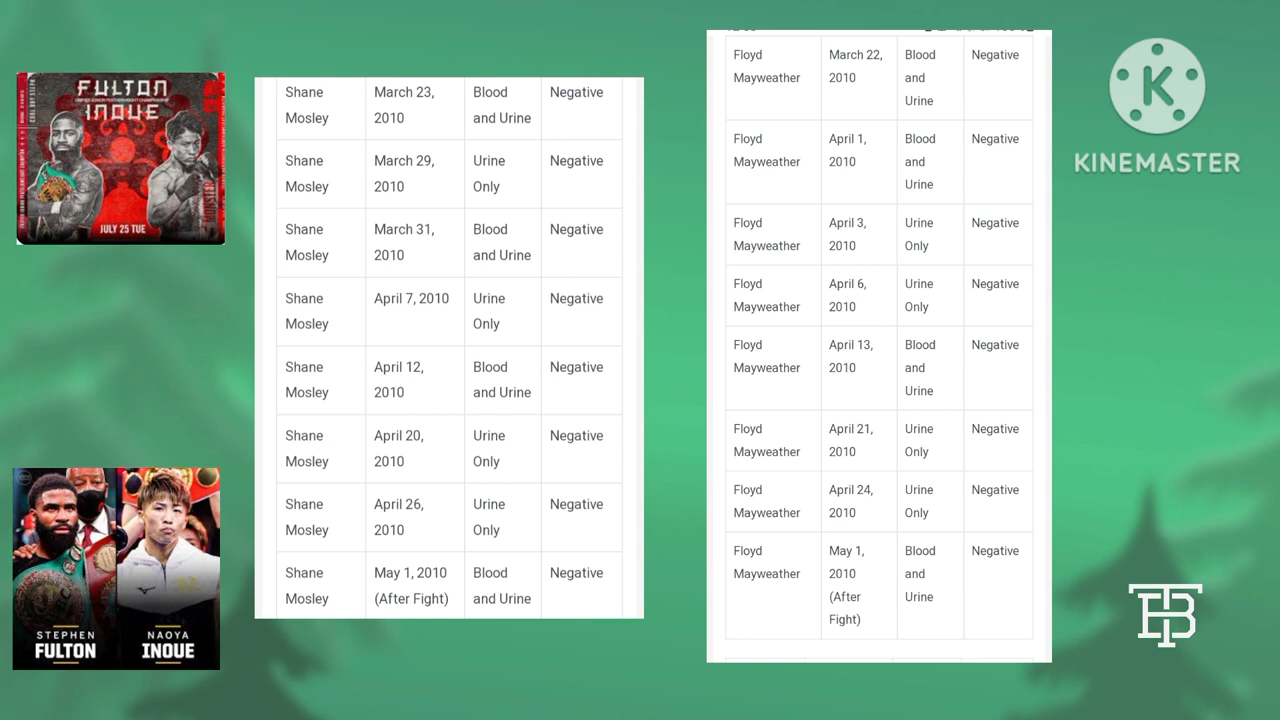 FULTON
INOUE
JULY 25 TUE
STEPHEN
FULTON
NAOYA
INOUE
Shane Mosley March 23, 2010 Blood and Urine Negative
Shane Mosley March 29, 2010 Urine Only Negative
Shane Mosley March 31, 2010 Blood and Urine Negative
Shane Mosley April 7, 2010 Urine Only Negative
Shane Mosley April 12, 2010 Blood and Urine Negative
Shane Mosley April 20, 2010 Urine Only Negative
Shane Mosley April 26, 2010 Urine Only Negative
Shane Mosley May 1, 2010 (After Fight) Blood and Urine Negative
Floyd Mayweather March 22, 2010 Blood and Urine Negative
Floyd Mayweather April 1, 2010 Blood and Urine Negative
Floyd Mayweather April 3, 2010 Urine Only Negative
Floyd Mayweather April 6, 2010 Urine Only Negative
Floyd Mayweather April 13, 2010 Blood and Urine Negative
Floyd Mayweather April 21, 2010 Urine Only Negative
Floyd Mayweather April 24, 2010 Urine Only Negative
Floyd Mayweather May 1, 2010 (After Fight) Blood and Urine Negative
K
KINEMASTER
TB